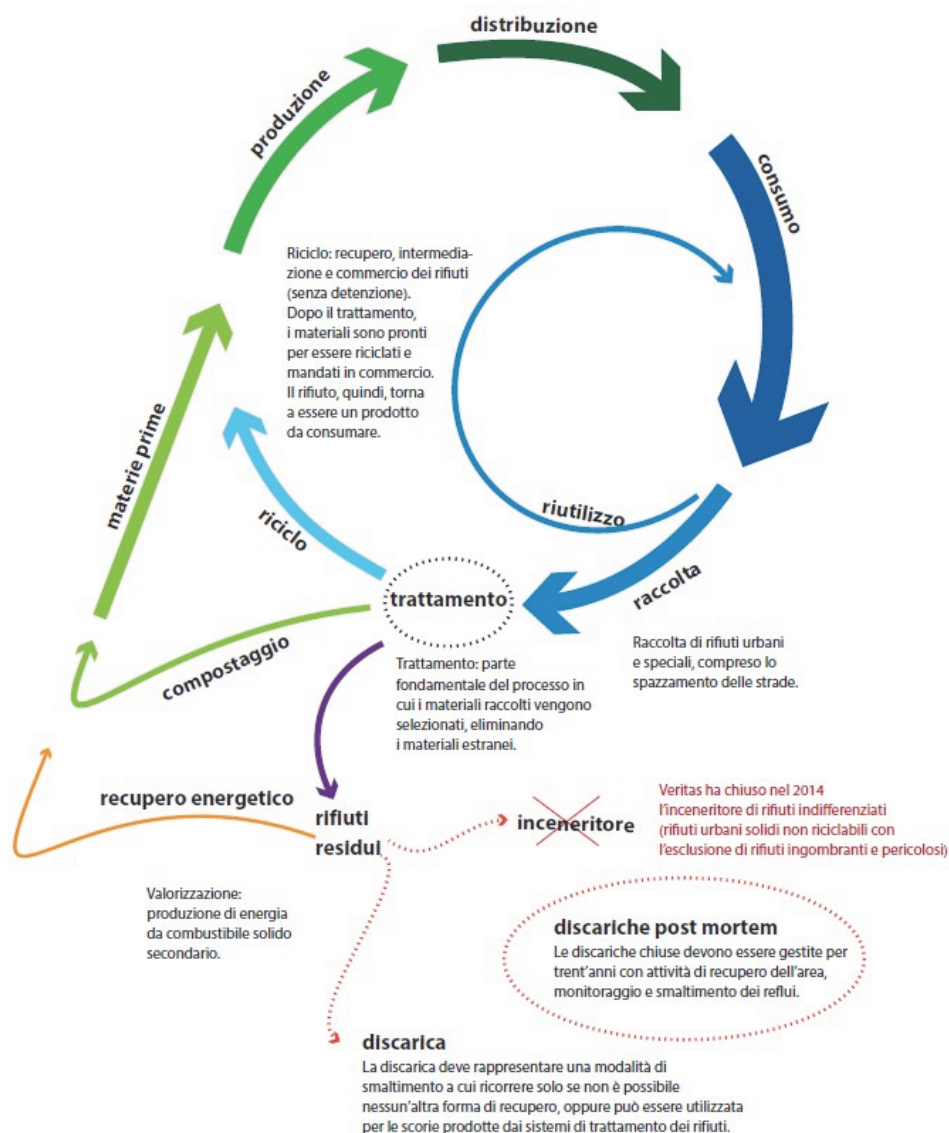 distribuzione
produzione
consumo
Riciclo: recupero, intermedia-
zione e commercio dei rifiuti
(senza detenzione).
Dopo il trattamento,
i materiali sono pronti
per essere riciclati e
mandati in commercio.
Il rifiuto, quindi, torna
a essere un prodotto
da consumare.
materie prime
riciclo
riutilizzo
raccolta
trattamento
compostaggio
Raccolta di rifiuti urbani
e speciali, compreso lo
spazzamento delle strade.
Trattamento: parte
fondamentale del processo in
cui i materiali raccolti vengono
selezionati, eliminando
i materiali estranei.
recupero energetico
rifiuti
residui
inceneritore
Veritas ha chiuso nel 2014
l'inceneritore di rifiuti indifferenziati
(rifiuti urbani solidi non riciclabili con
l'esclusione di rifiuti ingombranti e pericolosi)
Valorizzazione:
produzione di energia
da combustibile solido
secondario.
discariche post mortem
Le discariche chiuse devono essere gestite per
trent'anni con attività di recupero dell'area,
monitoraggio e smaltimento dei reflui.
discarica
La discarica deve rappresentare una modalità di
smaltimento a cui ricorrere solo se non è possibile
nessun'altra forma di recupero, oppure può essere utilizzata
per le scorie prodotte dai sistemi di trattamento dei rifiuti.